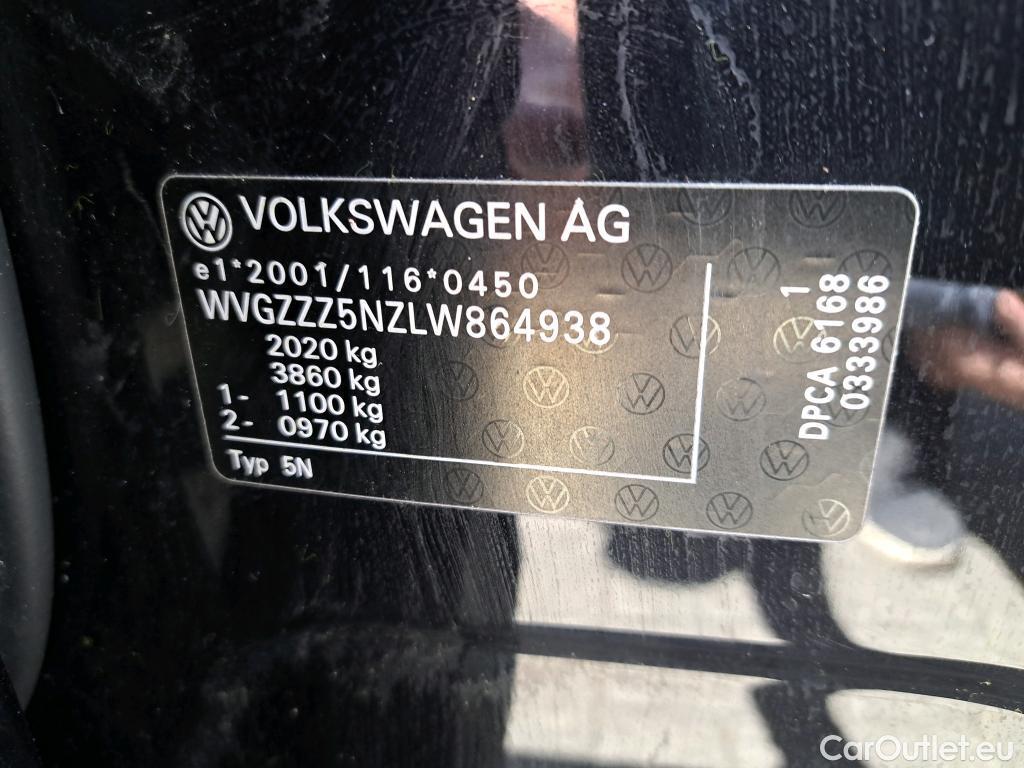 VOLKSWAGEN AG
e1*2001/116*0450
WVGZZZ5NZLW864938
2020 kg
3860 kg
1- 1100 kg
2- 0970 kg
Typ 5N
1
DPCA 6168
0333986
CarOutlet.eu